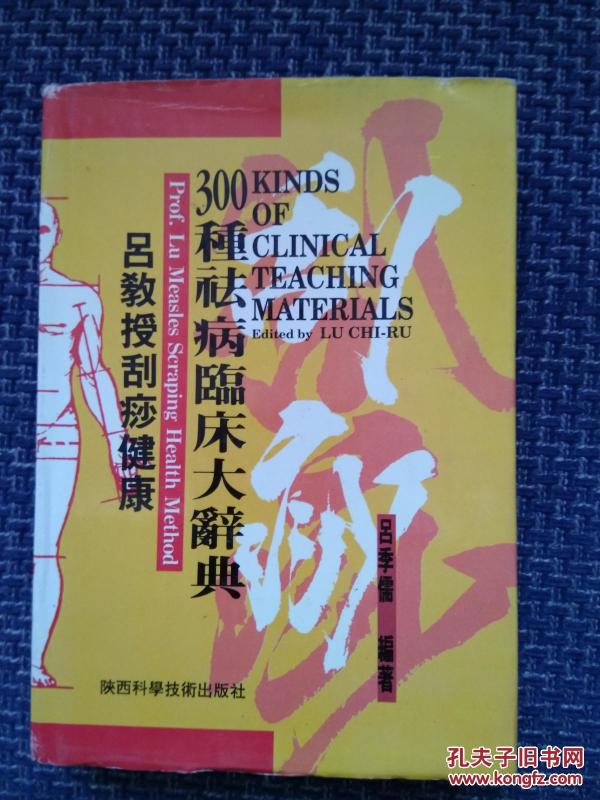 300種祛病臨床大辭典
KINDS
OF
CLINICAL
TEACHING
MATERIALS
Edited by LU CHI-RU
Prof. Lu Measles Scraping Health Method
呂教授刮痧健康
刮痧
呂季儒 編著
陝西科學技術出版社
孔夫子旧书网
www.kongfz.com